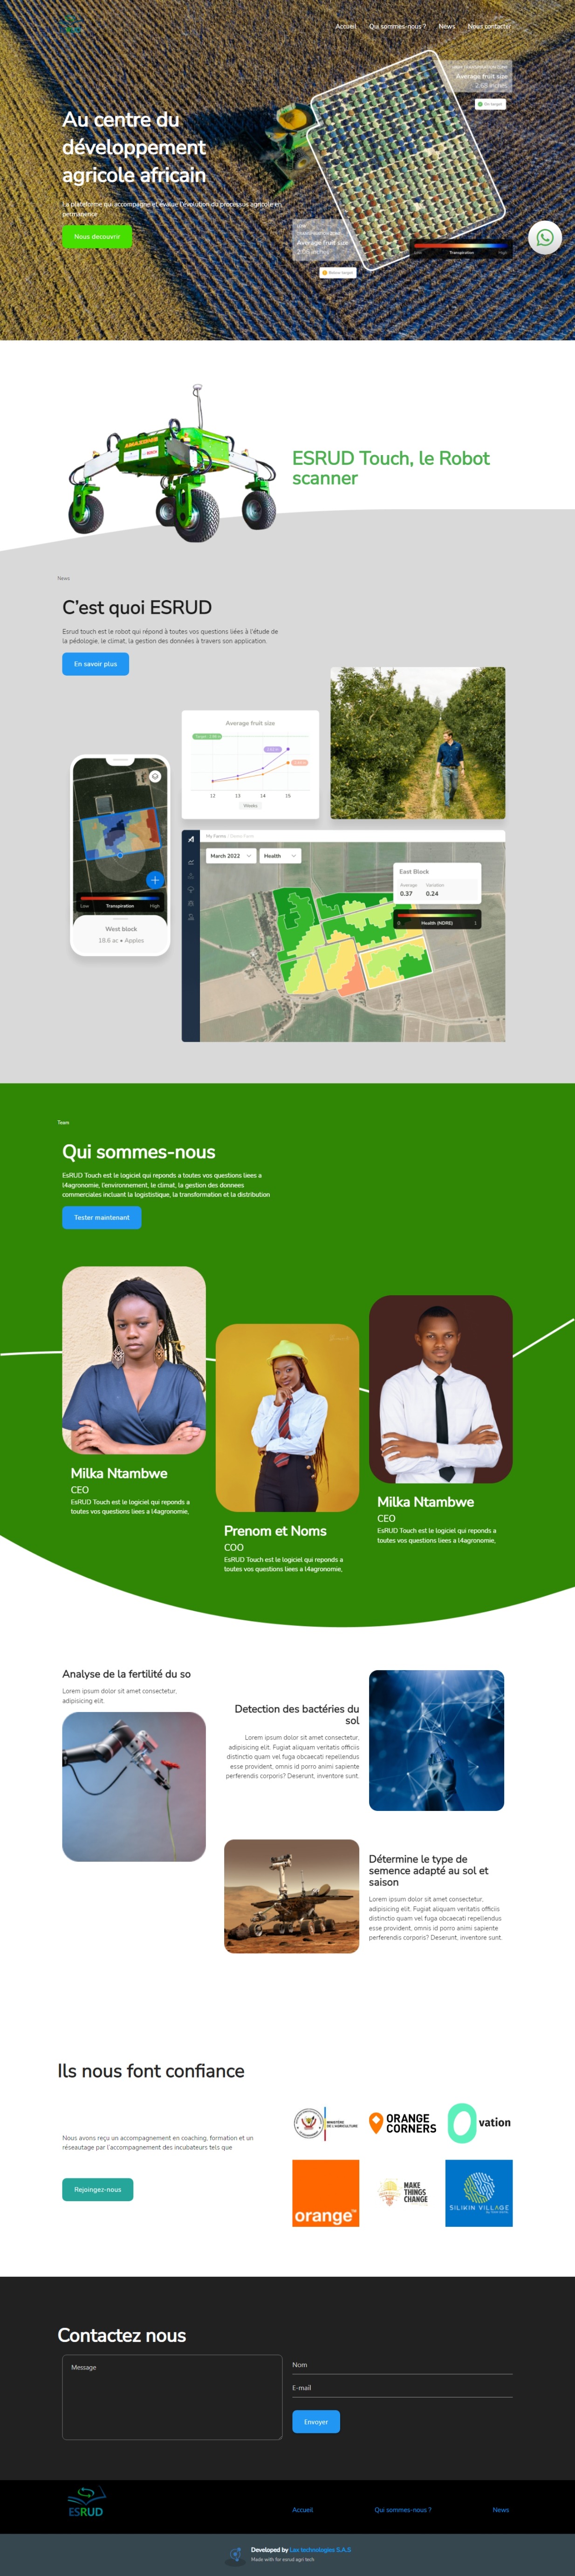 ESRUD
Accueil
Qui sommes-nous ?
News
Nous contacter
Average fruit size
On target
Au centre du
développement
agricole africain
La plateforme qui accompagne et évalue l'évolution du processus agricole en
permanence
Nous decouvrir
Average fruit size
Below target
Low
Transpiration
High
AMAZONE
BOSCH
ESRUD Touch, le Robot
scanner
News
C'est quoi ESRUD
Esrud touch est le robot qui répond à toutes vos questions liées à l'étude de
la pédologie, le climat, la gestion des données à travers son application.
En savoir plus
Average fruit size
12
13
14
15
Weeks
Low
Transpiration
High
West block
18.6 ac • Apples
My Farms
March 2022
Health
East Block
Average
Variation
0.37
0.24
0
Health (NDRE)
1
Team
Qui sommes-nous
EsRUD Touch est le logiciel qui reponds a toutes vos questions liees a
l4agronomie, l'environnement, le climat, la gestion des donnees
commerciales incluant la logististique, la transformation et la distribution
Tester maintenant
Milka Ntambwe
CEO
EsRUD Touch est le logiciel qui reponds a
toutes vos questions liees a l4agronomie,
Prenom et Noms
COO
EsRUD Touch est le logiciel qui reponds a
toutes vos questions liees a l4agronomie,
Milka Ntambwe
CEO
EsRUD Touch est le logiciel qui reponds a
toutes vos questions liees a l4agronomie,
Analyse de la fertilité du so
Lorem ipsum dolor sit amet consectetur,
adipisicing elit.
Detection des bactéries du
sol
Lorem ipsum dolor sit amet consectetur,
adipisicing elit. Fugiat aliquam veritatis officiis
distinctio quam vel fuga obcaecati repellendus
esse provident, omnis id porro animi sapiente
perferendis corporis? Deserunt, inventore sunt.
Détermine le type de
semence adapté au sol et
saison
Lorem ipsum dolor sit amet consectetur,
adipisicing elit. Fugiat aliquam veritatis officiis
distinctio quam vel fuga obcaecati repellendus
esse provident, omnis id porro animi sapiente
perferendis corporis? Deserunt, inventore sunt.
Ils nous font confiance
Nous avons reçu un accompagnement en coaching, formation et un
réseautage par l'accompagnement des incubateurs tels que
Rejoingez-nous
MINISTÈRE
DE L'AGRICULTURE
ORANGE
CORNERS
Ovation
orange™
MAKE
THINGS
CHANGE
SILIKIN VILLAGE
Contactez nous
Message
Nom
E-mail
Envoyer
ESRUD
Accueil
Qui sommes-nous ?
News
Developed by Lac technologies S.A.S
Made with for esrud agri tech